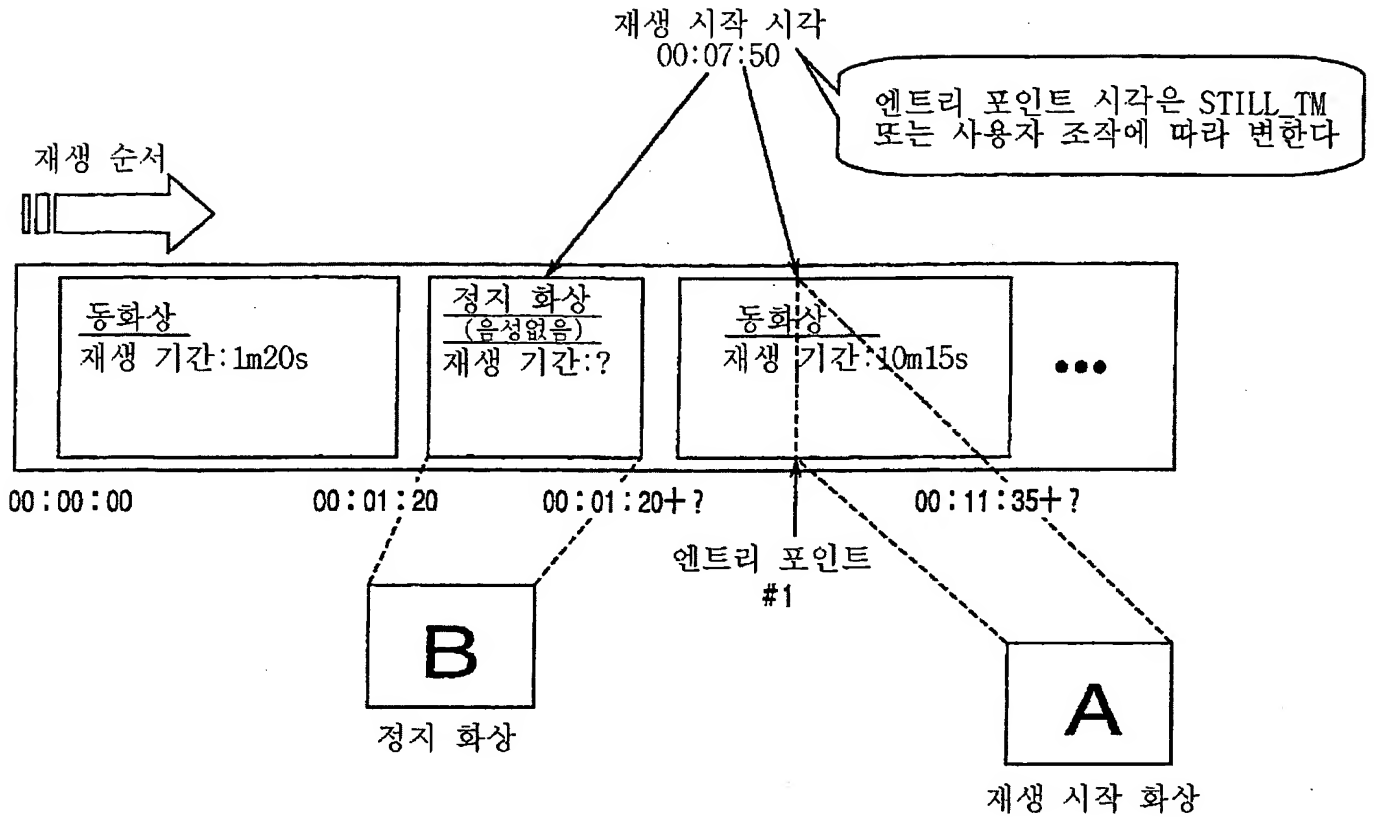 재생 시작 시각
00:07:50
엔트리 포인트 시각은 STILL_TM
또는 사용자 조작에 따라 변한다
재생 순서
동화상
재생 기간:1m20s
정지 화상
(음성없음)
재생 기간:?
동화상
재생 기간:10m15s
•••
00:00:00
00:01:20
00:01:20+?
00:11:35+?
엔트리 포인트
#1
B
정지 화상
A
재생 시작 화상